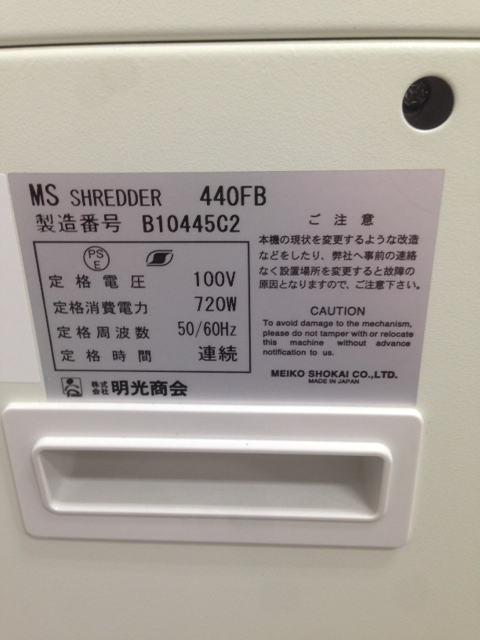 MS SHREDDER 440FB
製造番号 B10445C2
PS
E
定格電圧 100V
定格消費電力 720W
定格周波数 50/60Hz
定格時間 連続
株式会社 明光商会
ご注意
本機の現状を変更するような改造
などをしたり、弊社へ事前の連絡
なく設置場所を変更すると故障の
原因となりますので、ご注意下さい。
CAUTION
To avoid damage to the mechanism,
please do not tamper with or relocate
this machine without advance
notification to us.
MEIKO SHOKAI CO.,LTD.
MADE IN JAPAN